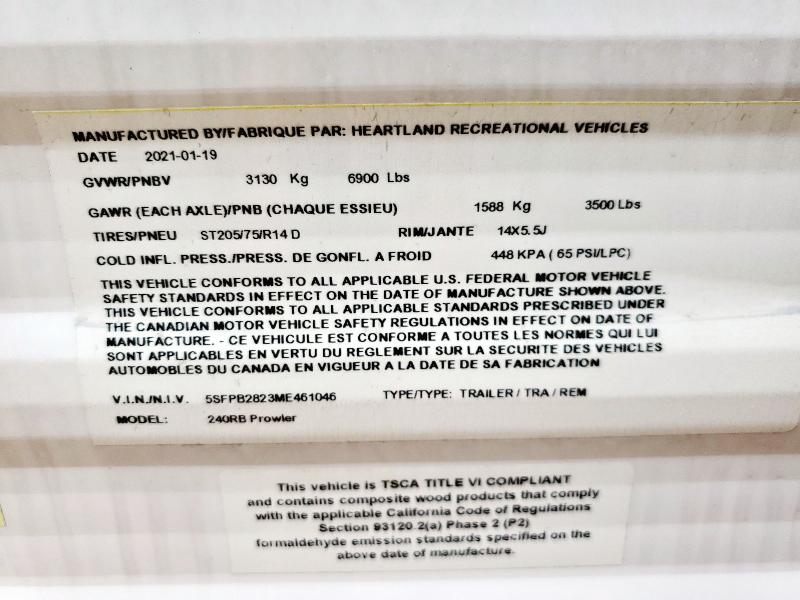 MANUFACTURED BY/FABRIQUE PAR: HEARTLAND RECREATIONAL VEHICLES
DATE 2021-01-19
GVWR/PNBV 3130 Kg 6900 Lbs
GAWR (EACH AXLE)/PNB (CHAQUE ESSIEU) 1588 Kg 3500 Lbs
TIRES/PNEU ST205/75/R14 D RIM/JANTE 14X5.5J
COLD INFL. PRESS./PRESS. DE GONFL. A FROID 448 KPA ( 65 PSI/LPC)
THIS VEHICLE CONFORMS TO ALL APPLICABLE U.S. FEDERAL MOTOR VEHICLE
SAFETY STANDARDS IN EFFECT ON THE DATE OF MANUFACTURE SHOWN ABOVE.
THIS VEHICLE CONFORMS TO ALL APPLICABLE STANDARDS PRESCRIBED UNDER
THE CANADIAN MOTOR VEHICLE SAFETY REGULATIONS IN EFFECT ON DATE OF
MANUFACTURE. - CE VEHICULE EST CONFORME A TOUTES LES NORMES QUI LUI
SONT APPLICABLES EN VERTU DU REGLEMENT SUR LA SECURITE DES VEHICLES
AUTOMOBLES DU CANADA EN VIGUEUR A LA DATE DE SA FABRICATION
V.I.N./N.I.V. 5SFPB2823ME461046 TYPE/TYPE: TRAILER / TRA / REM
MODEL: 240RB Prowler
This vehicle is TSCA TITLE VI COMPLIANT
and contains composite wood products that comply
with the applicable California Code of Regulations
Section 93120.2(a) Phase 2 (P2)
formaldehyde emission standards specified on the
above date of manufacture.